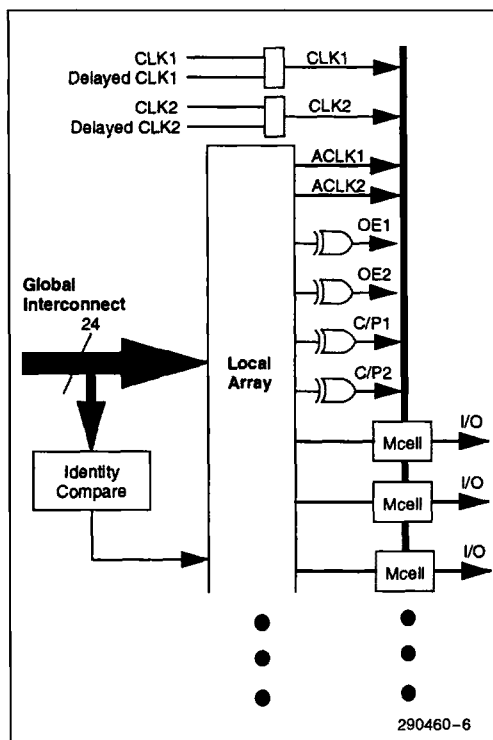 CLK1
CLK1
Delayed CLK1
CLK2
CLK2
Delayed CLK2
ACLK1
ACLK2
OE1
OE2
Global
Interconnect
24
C/P1
Local
Array
C/P2
I/O
Mcell
Identity
Compare
I/O
Mcell
I/O
Mcell
290460-6